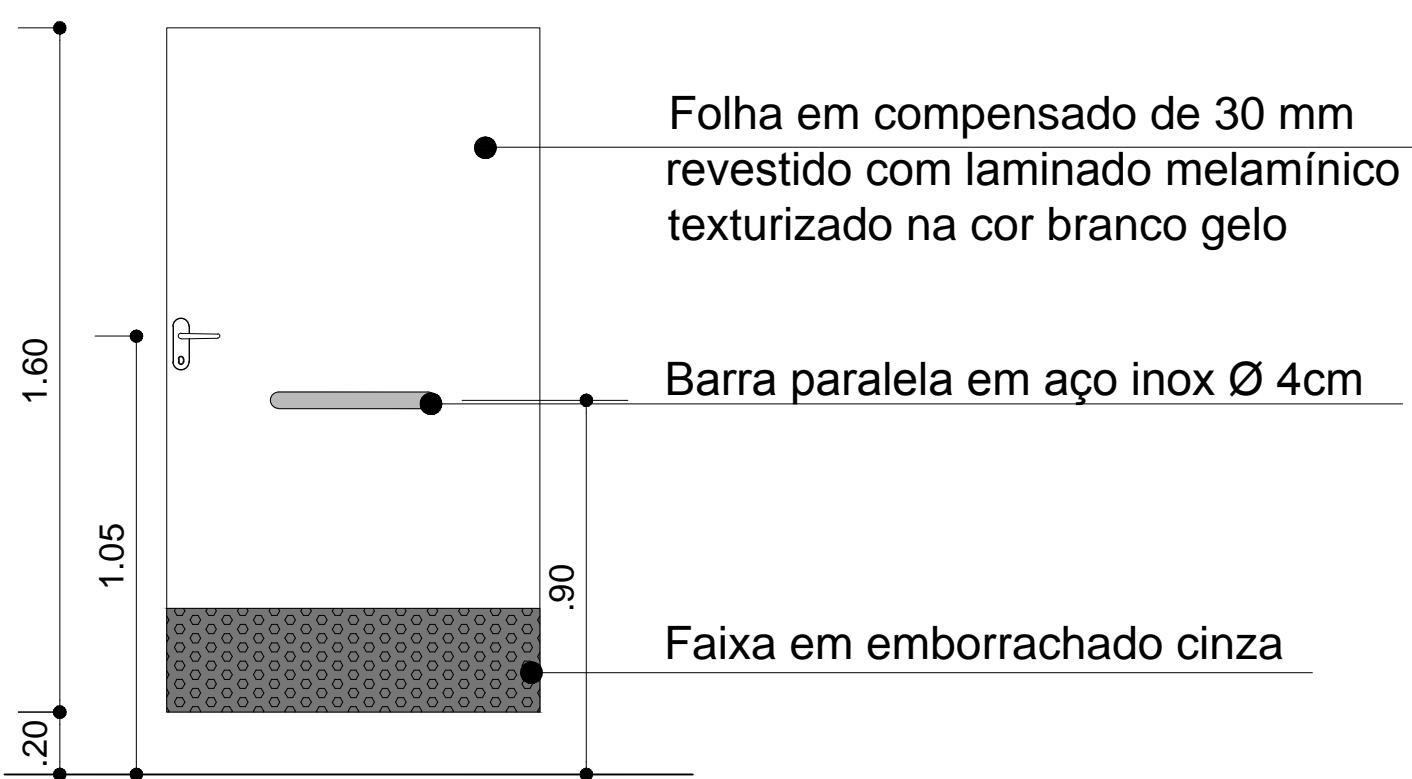 Folha em compensado de 30 mm
revestido com laminado melamínico
texturizado na cor branco gelo
1.60
Barra paralela em aço inox Ø 4cm
1.05
.90
Faixa em emborrachado cinza
.20